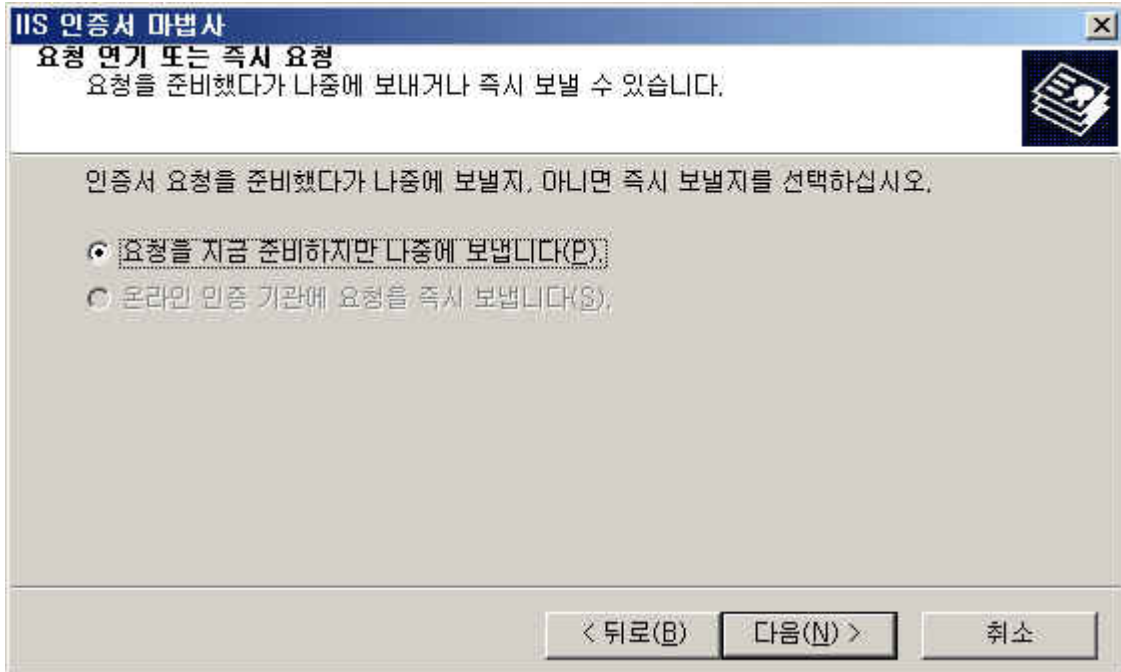 IIS 인증서 마법사
요청 연기 또는 즉시 요청
요청을 준비했다가 나중에 보내거나 즉시 보낼 수 있습니다.
인증서 요청을 준비했다가 나중에 보낼지, 아니면 즉시 보낼지를 선택하십시오.
요청을 지금 준비하지만 나중에 보냅니다(P).
온라인 인증 기관에 요청을 즉시 보냅니다(S).
< 뒤로(B) 다음(N) > 취소